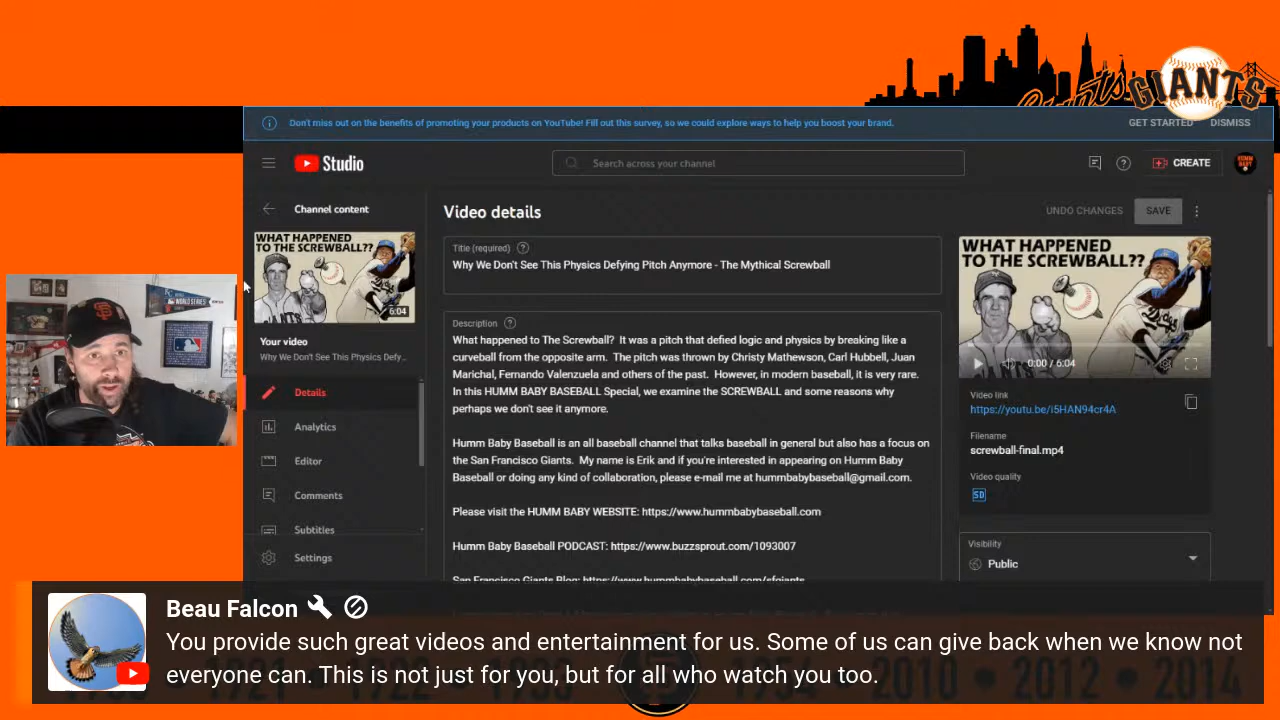 Giants
GIANTS
Don't miss out on the benefits of promoting your products on YouTube! Fill out this survey, so we could explore ways to help you boost your brand.
GET STARTED
DISMISS
Studio
Search across your channel
CREATE
Channel content
Video details
UNDO CHANGES
SAVE
WHAT HAPPENED
TO THE SCREWBALL??
6:04
Title (required)
Why We Don't See This Physics Defying Pitch Anymore - The Mythical Screwball
WHAT HAPPENED
TO THE SCREWBALL??
0:00 / 6:04
Your video
Why We Don't See This Physics Defy...
Details
Analytics
Editor
Comments
Subtitles
Settings
Description
What happened to The Screwball? It was a pitch that defied logic and physics by breaking like a
curveball from the opposite arm. The pitch was thrown by Christy Mathewson, Carl Hubbell, Juan
Marichal, Fernando Valenzuela and others of the past. However, in modern baseball, it is very rare.
In this HUMM BABY BASEBALL Special, we examine the SCREWBALL and some reasons why
perhaps we don't see it anymore.
Humm Baby Baseball is an all baseball channel that talks baseball in general but also has a focus on
the San Francisco Giants. My name is Erik and if you're interested in appearing on Humm Baby
Baseball or doing any kind of collaboration, please e-mail me at hummbabybaseball@gmail.com.
Please visit the HUMM BABY WEBSITE: https://www.hummbabybaseball.com
Humm Baby Baseball PODCAST: https://www.buzzsprout.com/1093007
San Francisco Giants Blog: https://www.hummbabybaseball.com/sfgiants
Video link
https://youtu.be/i5HAN94cr4A
Filename
screwball-final.mp4
Video quality
SD
Visibility
Public
Beau Falcon
You provide such great videos and entertainment for us. Some of us can give back when we know not
everyone can. This is not just for you, but for all who watch you too.
2010 • 2012 • 2014